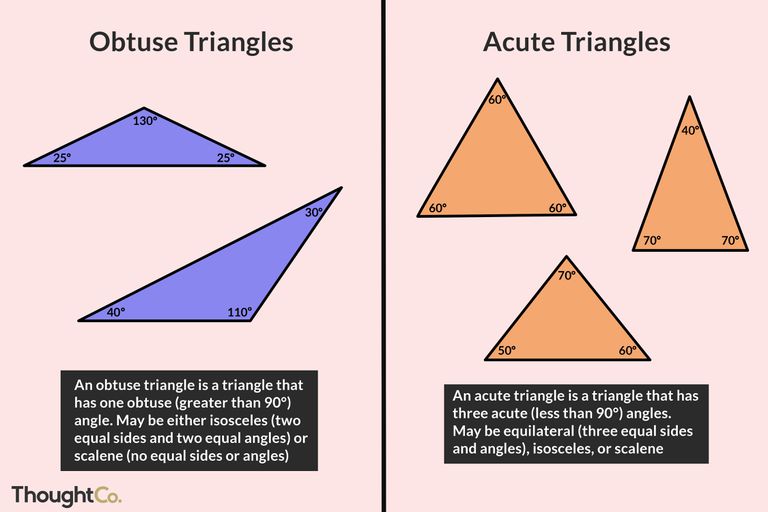 Obtuse Triangles
130°
25°
25°
30°
40°
110°
An obtuse triangle is a triangle that
has one obtuse (greater than 90°)
angle. May be either isosceles (two
equal sides and two equal angles) or
scalene (no equal sides or angles)
ThoughtCo.
Acute Triangles
60°
60°
60°
40°
70°
70°
70°
50°
60°
An acute triangle is a triangle that has
three acute (less than 90°) angles.
May be equilateral (three equal sides
and angles), isosceles, or scalene